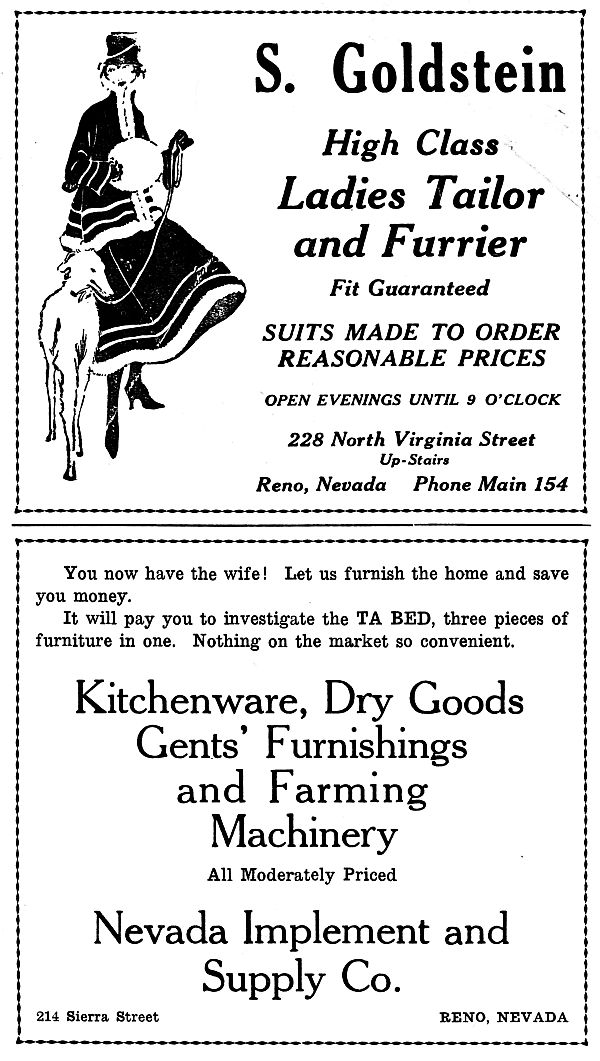 S. Goldstein
High Class
Ladies Tailor
and Furrier
Fit Guaranteed
SUITS MADE TO ORDER
REASONABLE PRICES
OPEN EVENINGS UNTIL 9 O'CLOCK
228 North Virginia Street
Up-Stairs
Reno, Nevada Phone Main 154
You now have the wife! Let us furnish the home and save
you money.
It will pay you to investigate the TA BED, three pieces of
furniture in one. Nothing on the market so convenient.
Kitchenware, Dry Goods
Gents' Furnishings
and Farming
Machinery
All Moderately Priced
Nevada Implement and
Supply Co.
214 Sierra Street RENO, NEVADA